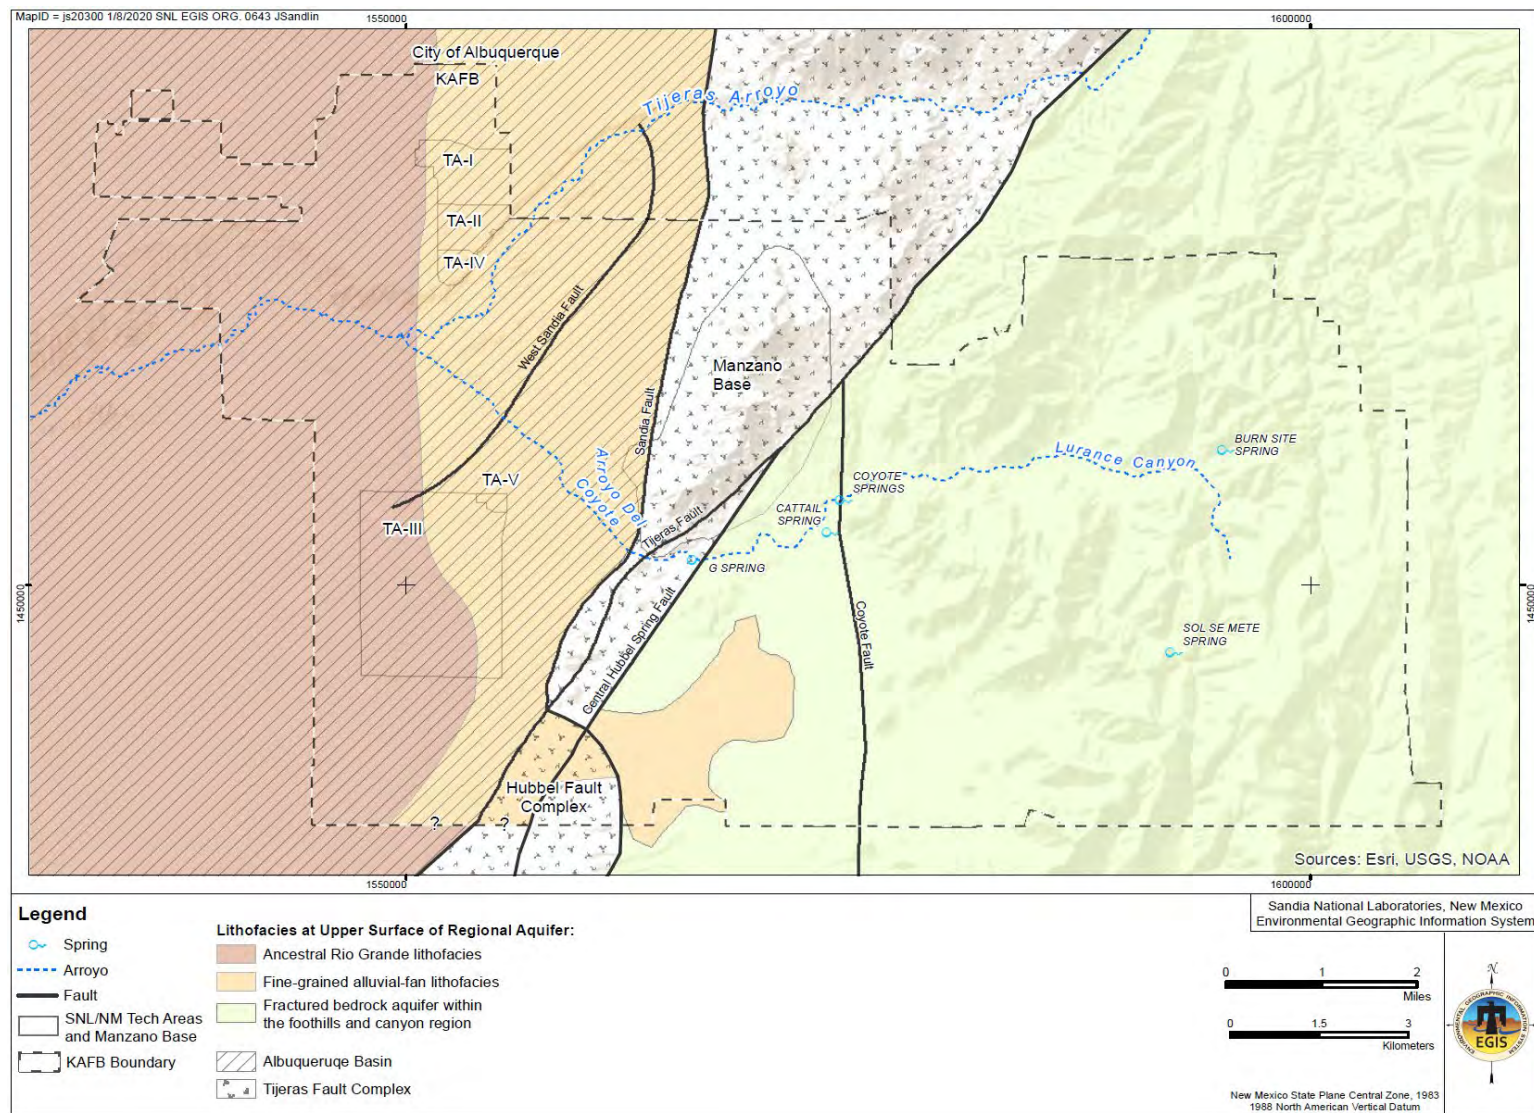 MapID = js20300 1/8/2020 SNL EGIS ORG. 0643 JSandlin
1550000
1600000
City of Albuquerque
KAFB
Tijeras Arroyo
TA-I
TA-II
TA-IV
West Sandia Fault
Manzano
Base
Sandia Fault
BURN SITE
SPRING
Lurance Canyon
COYOTE
SPRINGS
TA-V
Arroyo Del
Coyote
CATTAIL
SPRING
TA-III
Tijeras Fault
G SPRING
1450000
1450000
Coyote Fault
SOL SE METE
SPRING
Central Hubbel Spring Fault
Hubbel Fault
Complex
?
?
Sources: Esri, USGS, NOAA
1550000
1600000
Legend
Spring
Arroyo
Fault
SNL/NM Tech Areas
and Manzano Base
KAFB Boundary
Lithofacies at Upper Surface of Regional Aquifer:
Ancestral Rio Grande lithofacies
Fine-grained alluvial-fan lithofacies
Fractured bedrock aquifer within
the foothills and canyon region
Albuqueruqe Basin
Tijeras Fault Complex
Sandia National Laboratories, New Mexico
Environmental Geographic Information System
0 1 2
Miles
0 1.5 3
Kilometers
N
ENVIRONMENTAL GEOGRAPHIC INFORMATION SYSTEM
EGIS
New Mexico State Plane Central Zone, 1983
1988 North American Vertical Datum